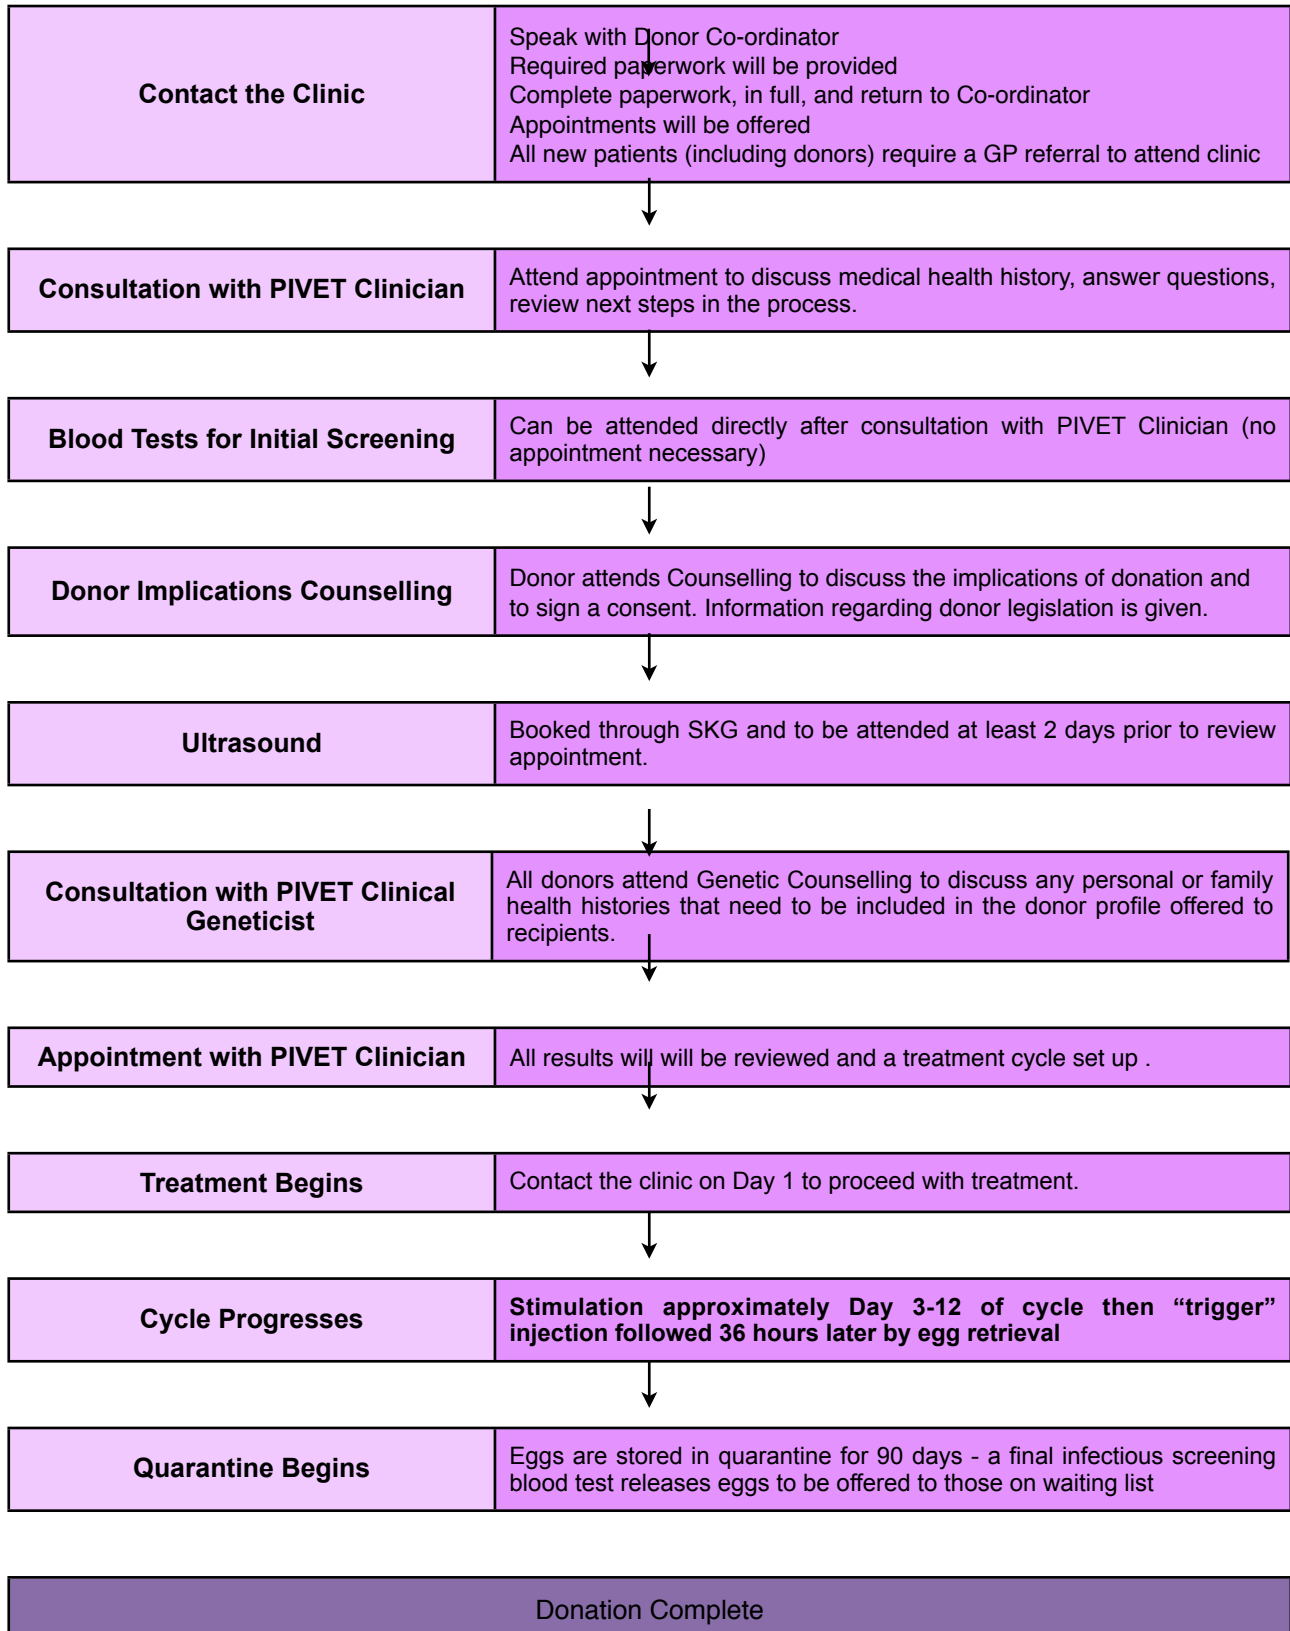 Contact the Clinic
Speak with Donor Co-ordinator
Required paperwork will be provided
Complete paperwork, in full, and return to Co-ordinator
Appointments will be offered
All new patients (including donors) require a GP referral to attend clinic
Consultation with PIVET Clinician
Attend appointment to discuss medical health history, answer questions,
review next steps in the process.
Blood Tests for Initial Screening
Can be attended directly after consultation with PIVET Clinician (no
appointment necessary)
Donor Implications Counselling
Donor attends Counselling to discuss the implications of donation and
to sign a consent. Information regarding donor legislation is given.
Ultrasound
Booked through SKG and to be attended at least 2 days prior to review
appointment.
Consultation with PIVET Clinical
Geneticist
All donors attend Genetic Counselling to discuss any personal or family
health histories that need to be included in the donor profile offered to
recipients.
Appointment with PIVET Clinician
All results will will be reviewed and a treatment cycle set up .
Treatment Begins
Contact the clinic on Day 1 to proceed with treatment.
Cycle Progresses
Stimulation approximately Day 3-12 of cycle then “trigger”
injection followed 36 hours later by egg retrieval
Quarantine Begins
Eggs are stored in quarantine for 90 days - a final infectious screening
blood test releases eggs to be offered to those on waiting list
Donation Complete